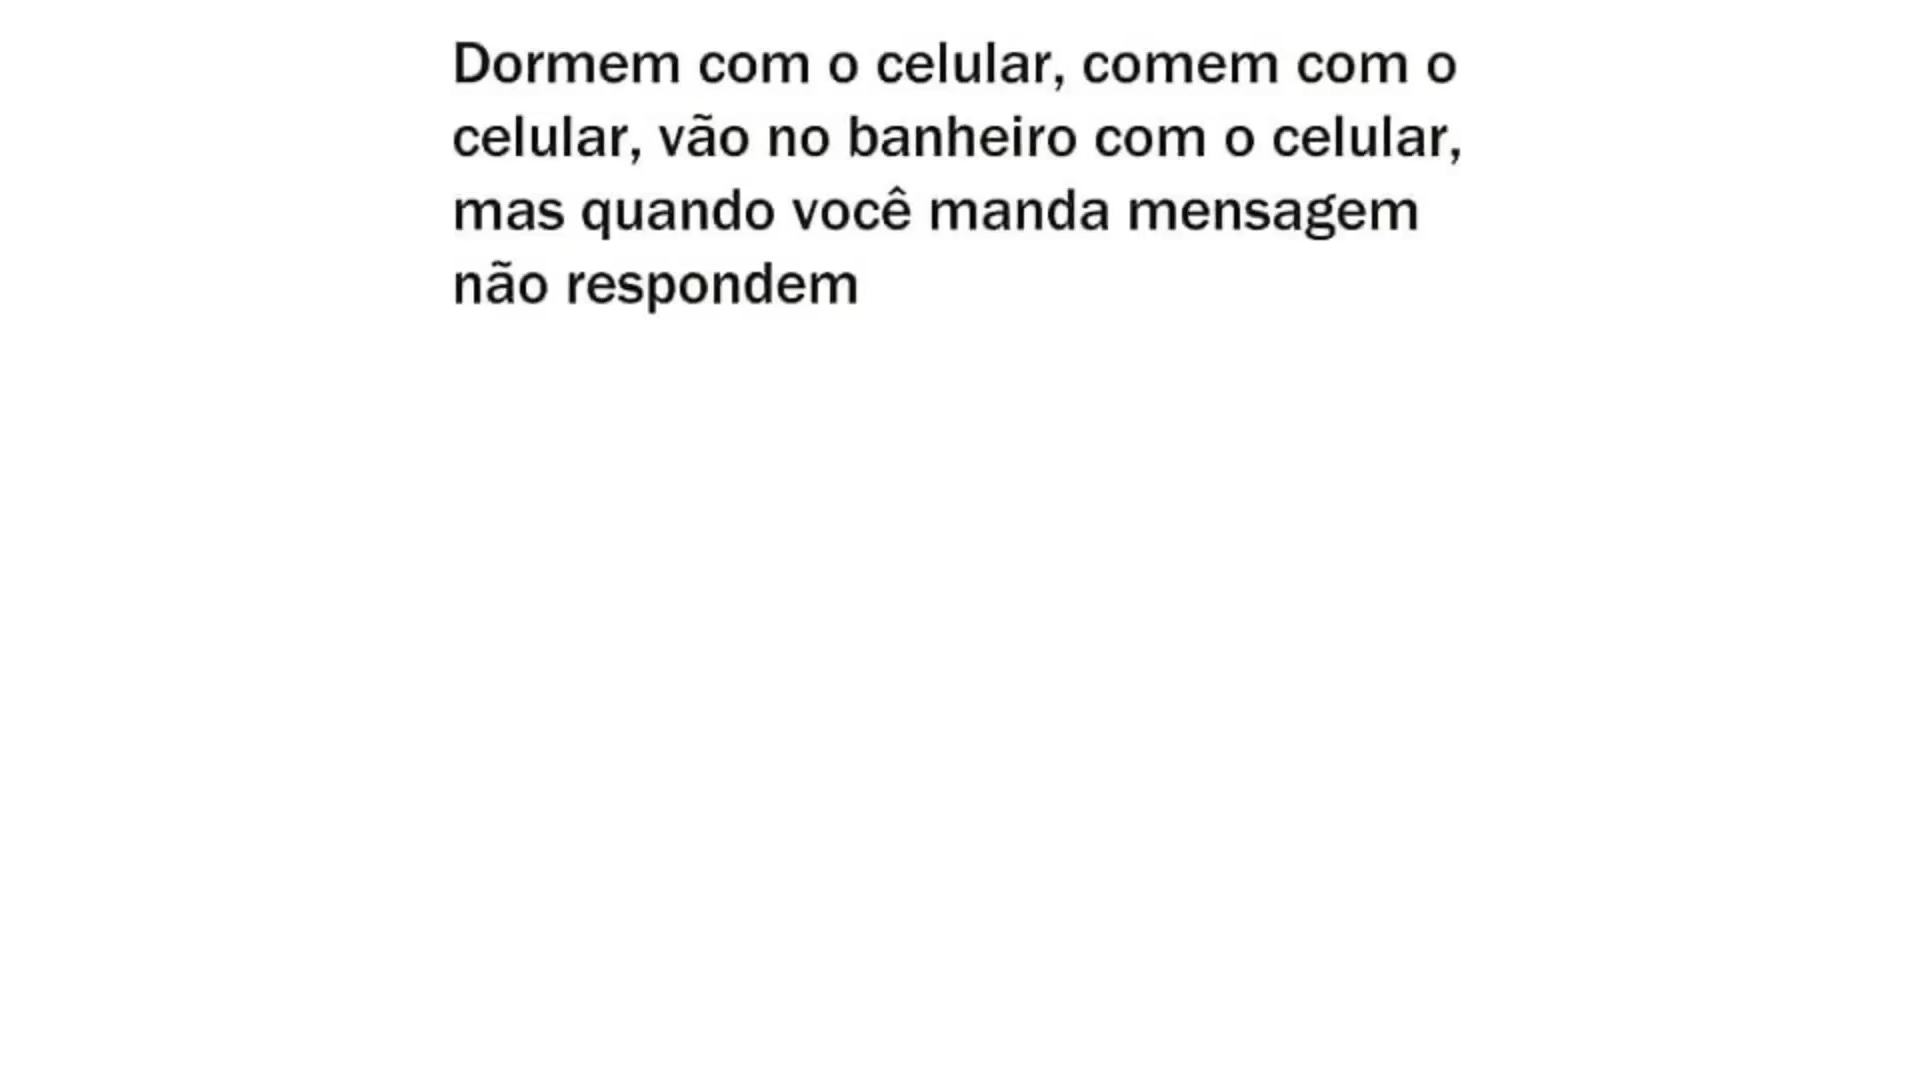 Dormem com o celular, comem com o
celular, vão no banheiro com o celular,
mas quando você manda mensagem
não respondem